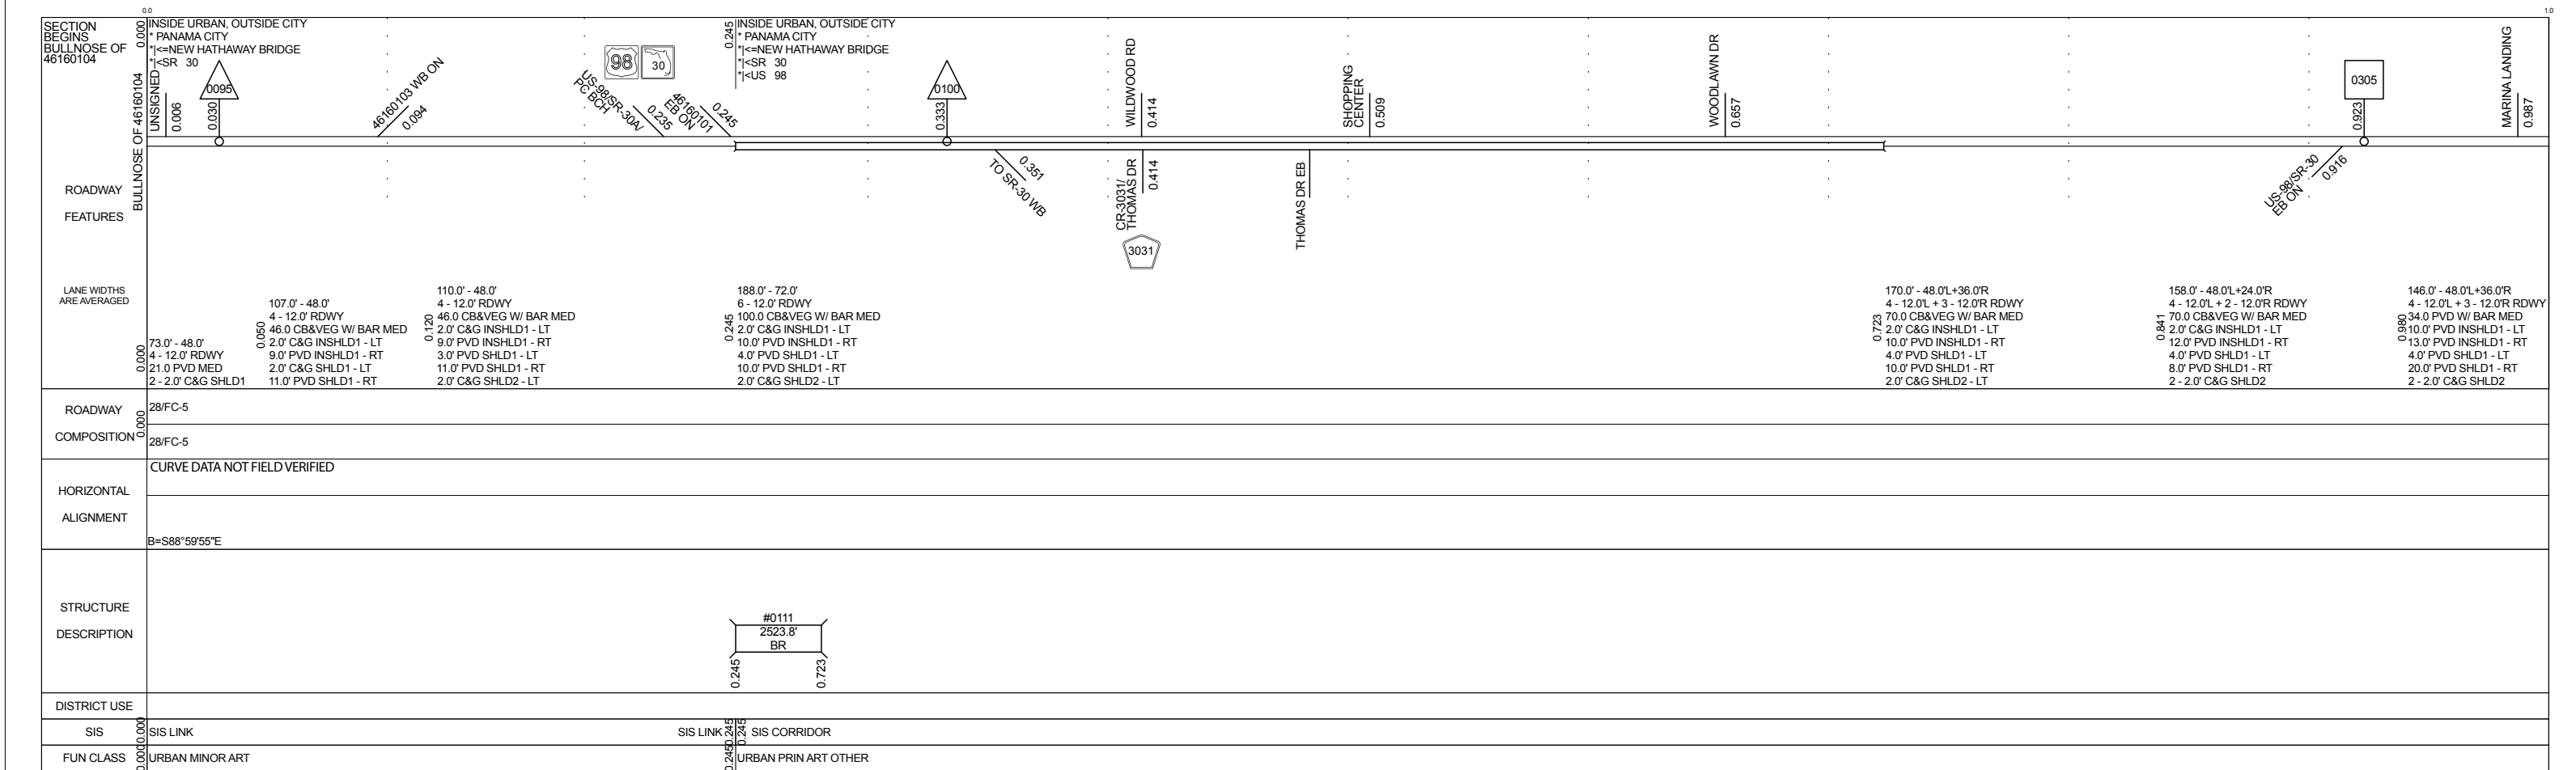 0.0
1.0
SECTION
BEGINS
BULLNOSE OF
46160104
0.000
INSIDE URBAN, OUTSIDE CITY
* PANAMA CITY
*|<=NEW HATHAWAY BRIDGE
*|<SR 30
0.245
INSIDE URBAN, OUTSIDE CITY
* PANAMA CITY
*|<=NEW HATHAWAY BRIDGE
*|<SR 30
*|<US 98
BULLNOSE OF 46160104
UNSIGNED
0.006
0095
0.030
46160103 WB ON
0.094
98
30
US-98/SR-30A/
PC BCH
0.235
46160101
EB ON
0.245
0100
0.333
TO SR-30 WB
0.351
WILDWOOD RD
0.414
CR-3031/
THOMAS DR
0.414
3031
THOMAS DR EB
SHOPPING
CENTER
0.509
WOODLAWN DR
0.657
US-98/SR-30
EB ON
0.916
0305
0.923
MARINA LANDING
0.987
ROADWAY
FEATURES
LANE WIDTHS
ARE AVERAGED
0.000
73.0' - 48.0'
4 - 12.0' RDWY
21.0 PVD MED
2 - 2.0' C&G SHLD1
0.050
107.0' - 48.0'
4 - 12.0' RDWY
46.0 CB&VEG W/ BAR MED
2.0' C&G INSHLD1 - LT
9.0' PVD INSHLD1 - RT
2.0' C&G SHLD1 - LT
11.0' PVD SHLD1 - RT
0.120
110.0' - 48.0'
4 - 12.0' RDWY
46.0 CB&VEG W/ BAR MED
2.0' C&G INSHLD1 - LT
9.0' PVD INSHLD1 - RT
3.0' PVD SHLD1 - LT
11.0' PVD SHLD1 - RT
2.0' C&G SHLD2 - LT
0.245
188.0' - 72.0'
6 - 12.0' RDWY
100.0 CB&VEG W/ BAR MED
2.0' C&G INSHLD1 - LT
10.0' PVD INSHLD1 - RT
4.0' PVD SHLD1 - LT
10.0' PVD SHLD1 - RT
2.0' C&G SHLD2 - LT
0.723
170.0' - 48.0'L+36.0'R
4 - 12.0'L + 3 - 12.0'R RDWY
70.0 CB&VEG W/ BAR MED
2.0' C&G INSHLD1 - LT
10.0' PVD INSHLD1 - RT
4.0' PVD SHLD1 - LT
10.0' PVD SHLD1 - RT
2.0' C&G SHLD2 - LT
0.841
158.0' - 48.0'L+24.0'R
4 - 12.0'L + 2 - 12.0'R RDWY
70.0 CB&VEG W/ BAR MED
2.0' C&G INSHLD1 - LT
12.0' PVD INSHLD1 - RT
4.0' PVD SHLD1 - LT
8.0' PVD SHLD1 - RT
2 - 2.0' C&G SHLD2
0.980
146.0' - 48.0'L+36.0'R
4 - 12.0'L + 3 - 12.0'R RDWY
34.0 PVD W/ BAR MED
10.0' PVD INSHLD1 - LT
13.0' PVD INSHLD1 - RT
4.0' PVD SHLD1 - LT
20.0' PVD SHLD1 - RT
2 - 2.0' C&G SHLD2
ROADWAY
COMPOSITION
0.000
28/FC-5
28/FC-5
HORIZONTAL
ALIGNMENT
CURVE DATA NOT FIELD VERIFIED
B=S88°59'55"E
STRUCTURE
DESCRIPTION
#0111
2523.8'
BR
0.245
0.723
DISTRICT USE
SIS
0.000
SIS LINK
SIS LINK
0.245
0.245
SIS CORRIDOR
FUN CLASS
0.000
URBAN MINOR ART
0.245
URBAN PRIN ART OTHER